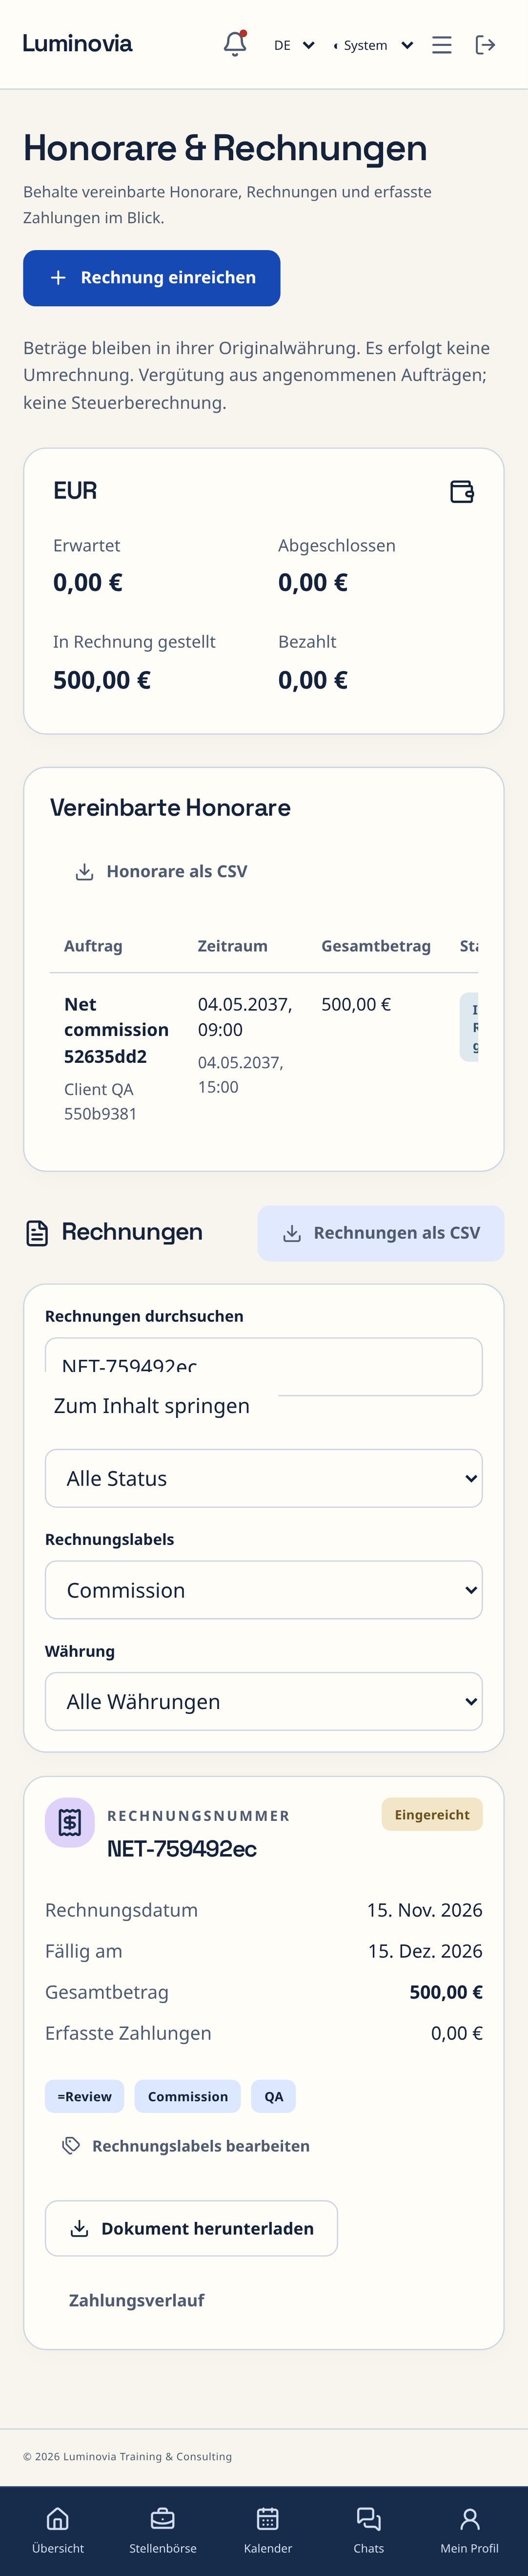 Luminovia
DE
System
Honorare & Rechnungen
Behalte vereinbarte Honorare, Rechnungen und erfasste
Zahlungen im Blick.
Rechnung einreichen
Beträge bleiben in ihrer Originalwährung. Es erfolgt keine
Umrechnung. Vergütung aus angenommenen Aufträgen;
keine Steuerberechnung.
EUR
Erwartet
Abgeschlossen
0,00 €
0,00 €
In Rechnung gestellt
Bezahlt
500,00 €
0,00 €
Vereinbarte Honorare
Honorare als CSV
Auftrag
Zeitraum
Gesamtbetrag
Net
commission
52635dd2
Client QA
550b9381
04.05.2037,
09:00
04.05.2037,
15:00
500,00 €
Rechnungen
Rechnungen als CSV
Rechnungen durchsuchen
NET-759492ec
Zum Inhalt springen
Alle Status
Rechnungslabels
Commission
Währung
Alle Währungen
RECHNUNGSNUMMER
NET-759492ec
Eingereicht
Rechnungsdatum
15. Nov. 2026
Fällig am
15. Dez. 2026
Gesamtbetrag
500,00 €
Erfasste Zahlungen
0,00 €
=Review
Commission
QA
Rechnungslabels bearbeiten
Dokument herunterladen
Zahlungsverlauf
© 2026 Luminovia Training & Consulting
Übersicht
Stellenbörse
Kalender
Chats
Mein Profil